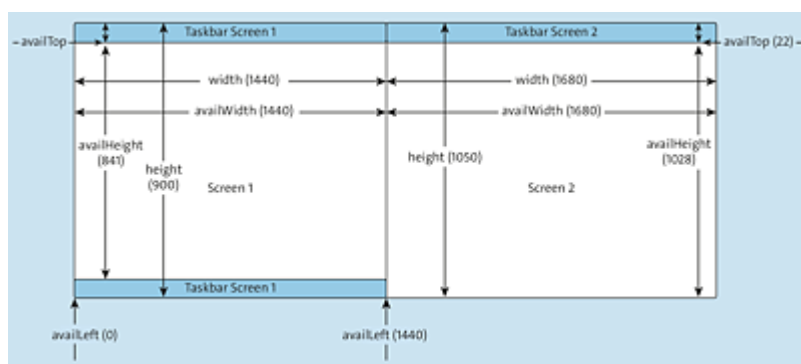 Taskbar Screen 1
Taskbar Screen 2
availTop
availTop (22)
width (1440)
width (1680)
availWidth (1440)
availWidth (1680)
availHeight
(841)
height
(900)
height (1050)
availHeight
(1028)
Screen 1
Screen 2
Taskbar Screen 1
availLeft (0)
availLeft (1440)